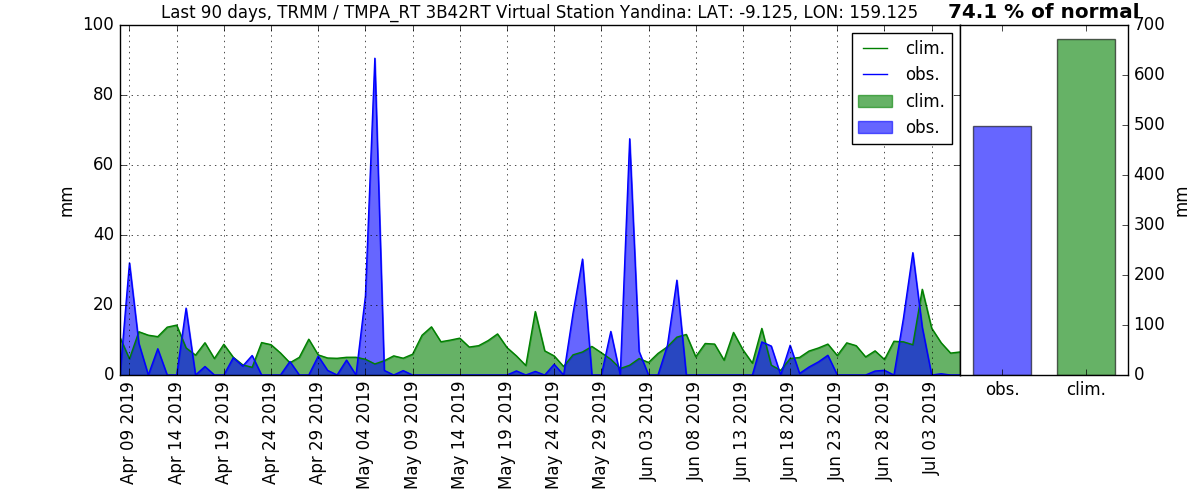 Last 90 days, TRMM / TMPA_RT 3B42RT Virtual Station Yandina: LAT: -9.125, LON: 159.125
74.1 % of normal
100
80
60
40
20
0
mm
clim.
obs.
clim.
obs.
700
600
500
400
300
200
100
0
mm
obs.
clim.
Apr 09 2019
Apr 14 2019
Apr 19 2019
Apr 24 2019
Apr 29 2019
May 04 2019
May 09 2019
May 14 2019
May 19 2019
May 24 2019
May 29 2019
Jun 03 2019
Jun 08 2019
Jun 13 2019
Jun 18 2019
Jun 23 2019
Jun 28 2019
Jul 03 2019